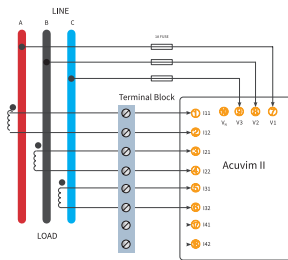 LINE
A B C
1A FUSE
Terminal Block
I11
I12
I21
I22
I31
I32
I41
I42
Vn V3 V2 V1
Acuvim II
LOAD